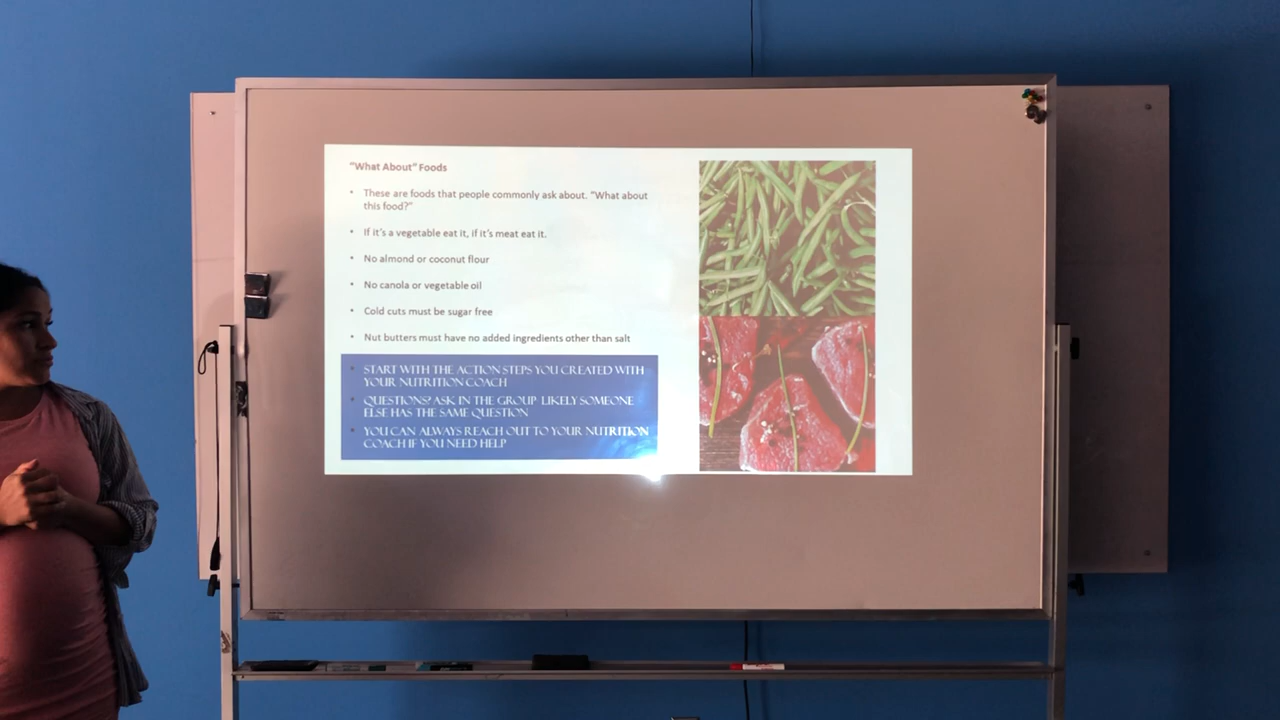 "What About" Foods
• These are foods that people commonly ask about. "What about
this food?"
• If it's a vegetable eat it, if it's meat eat it.
• No almond or coconut flour
• No canola or vegetable oil
• Cold cuts must be sugar free
• Nut butters must have no added ingredients other than salt
• START WITH THE ACTION STEPS YOU CREATED WITH
YOUR NUTRITION COACH
• QUESTIONS? ASK IN THE GROUP LIKELY SOMEONE
ELSE HAS THE SAME QUESTION
• YOU CAN ALWAYS REACH OUT TO YOUR NUTRITION
COACH IF YOU NEED HELP